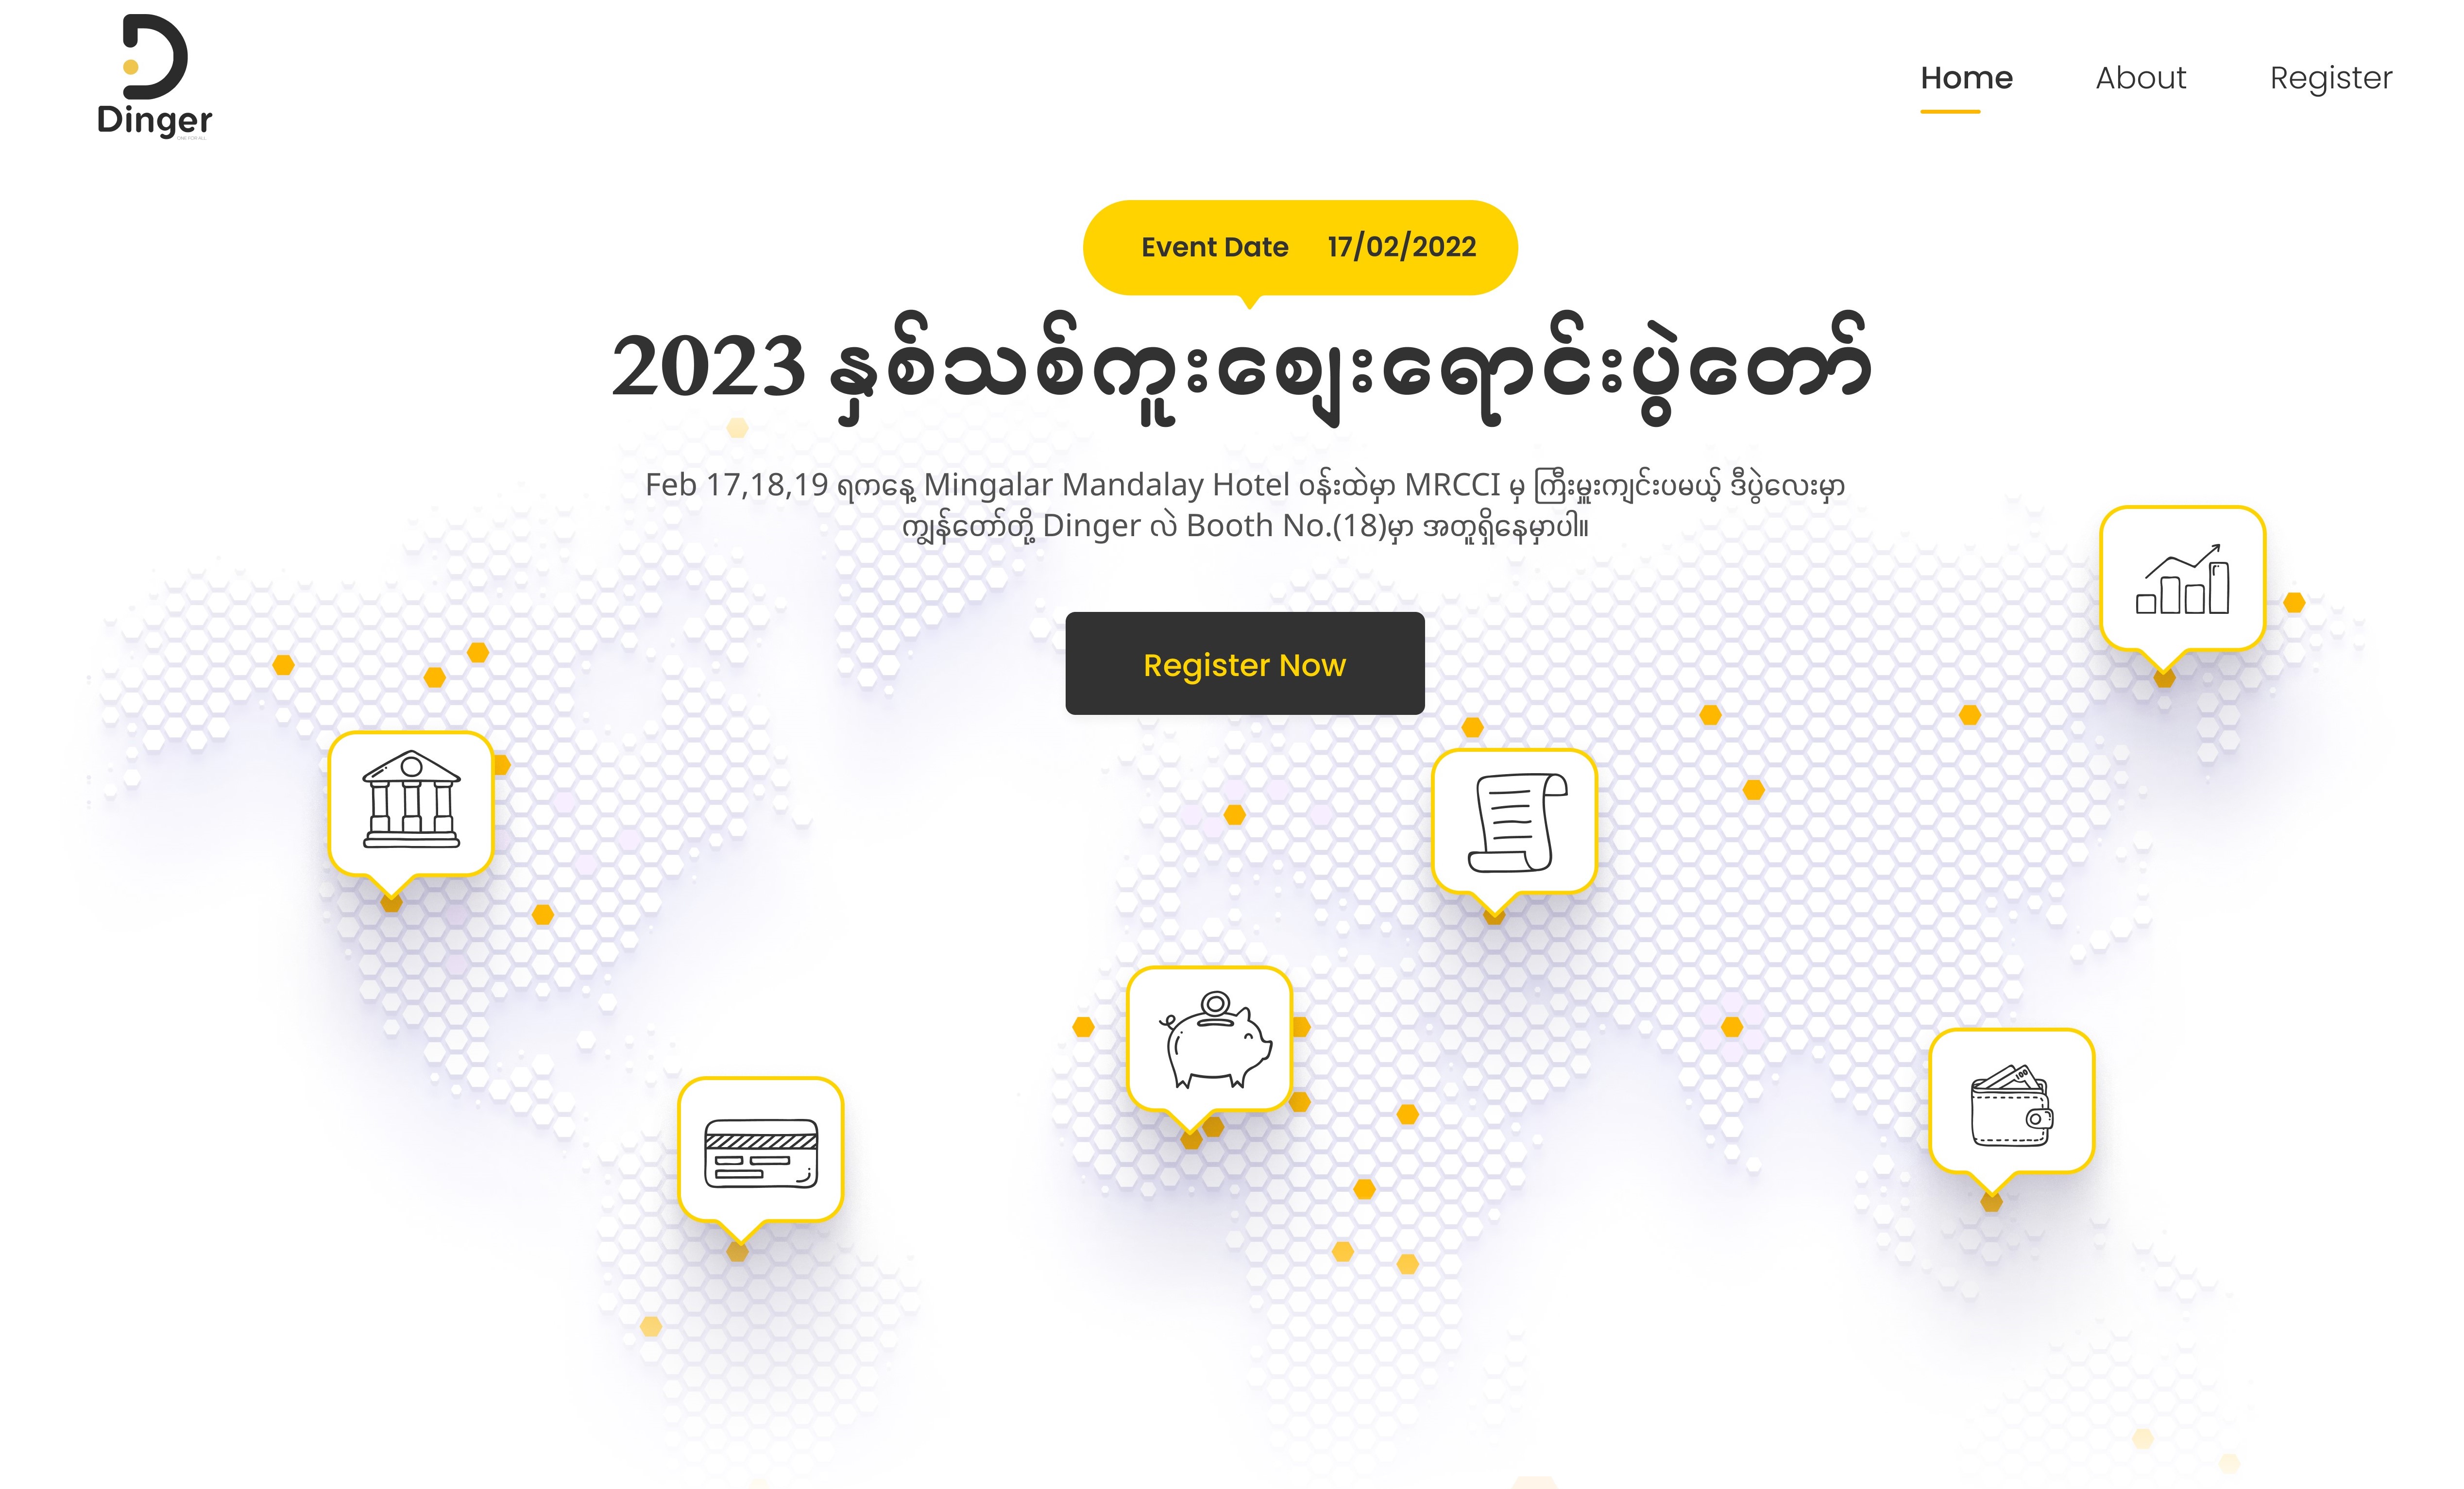 Dinger
Home About Register
Event Date 17/02/2022
2023 နှစ်သစ်ကူးဈေးရောင်းပွဲတော်
Feb 17,18,19 ရကနေ့ Mingalar Mandalay Hotel ဝန်းထဲမှာ MRCCI မှ ကြီးမှူးကျင်းပမယ့် ဒီပွဲလေးမှာ
ကျွန်တော်တို့ Dinger လဲ Booth No.(18)မှာ အတူရှိနေမှာပါ။
Register Now
100